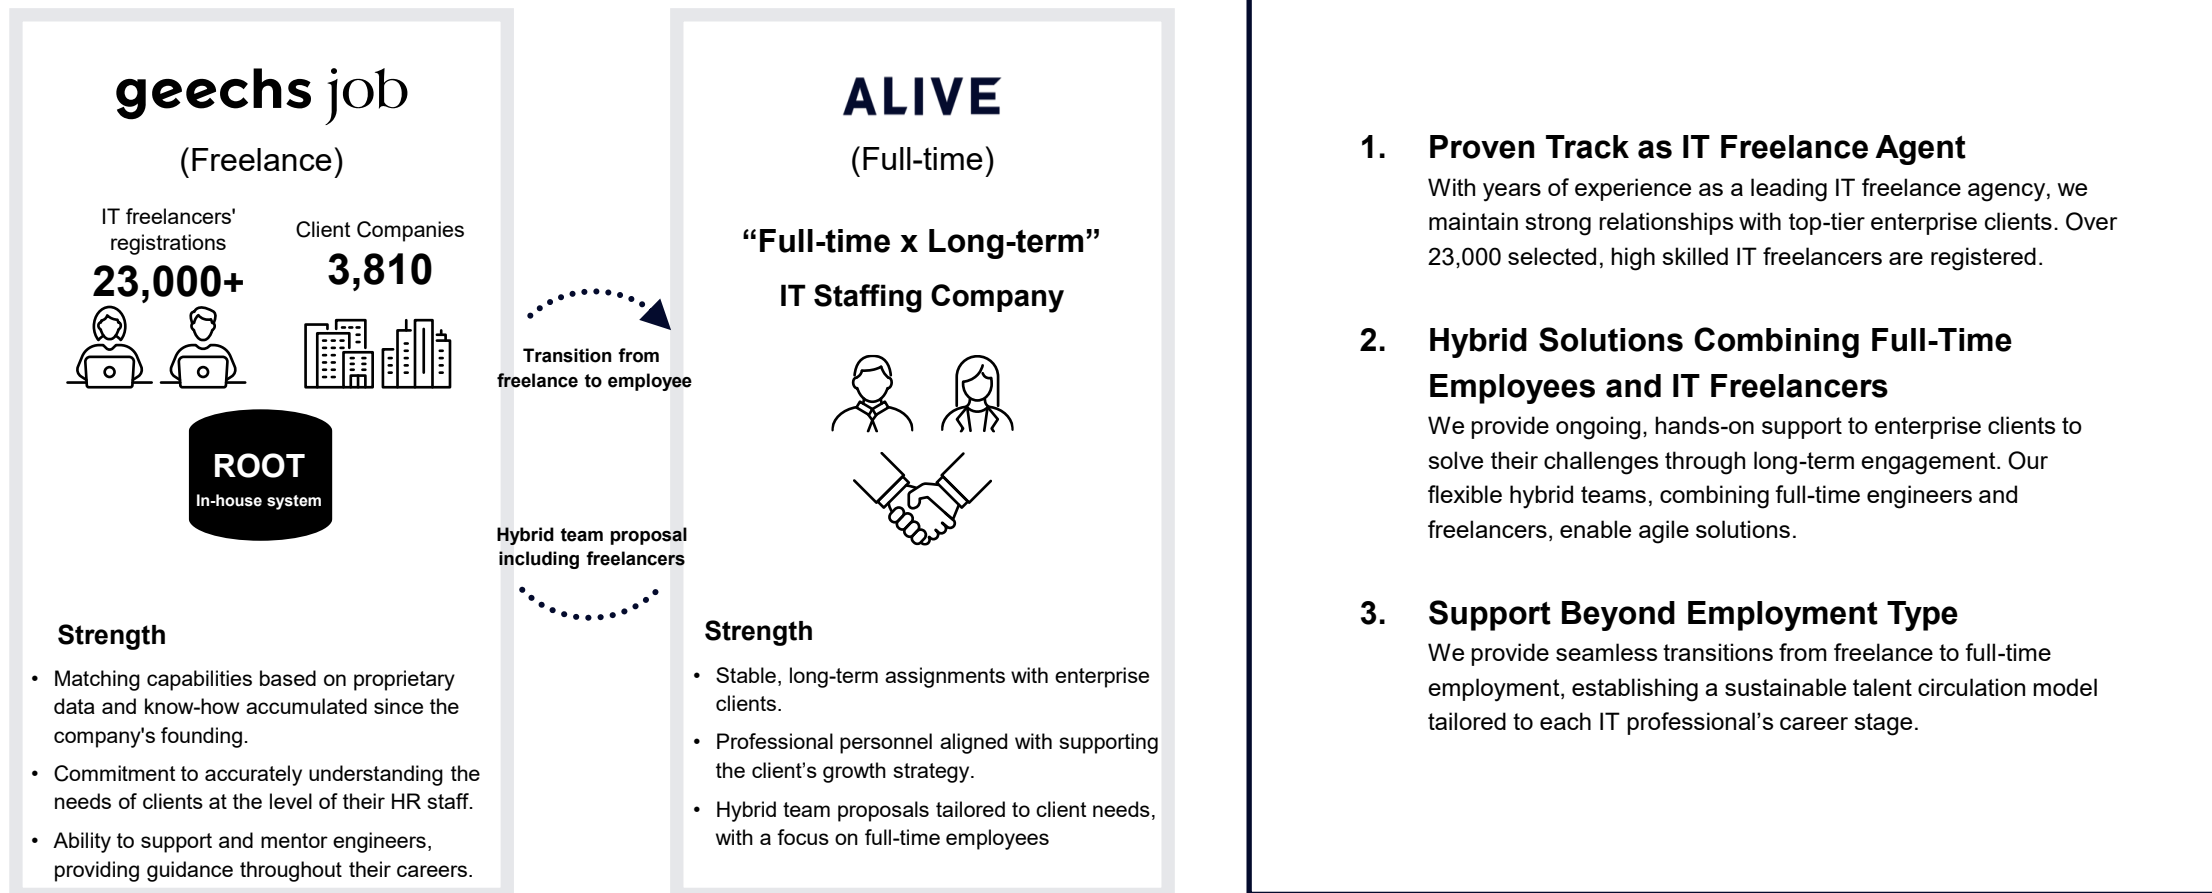 geechs job
(Freelance)
IT freelancers'
registrations
23,000+
Client Companies
3,810
ROOT
In-house system
Strength
• Matching capabilities based on proprietary
data and know-how accumulated since the
company's founding.
• Commitment to accurately understanding the
needs of clients at the level of their HR staff.
• Ability to support and mentor engineers,
providing guidance throughout their careers.
Transition from
freelance to employee
Hybrid team proposal
including freelancers
ALIVE
(Full-time)
“Full-time x Long-term”
IT Staffing Company
Strength
• Stable, long-term assignments with enterprise
clients.
• Professional personnel aligned with supporting
the client’s growth strategy.
• Hybrid team proposals tailored to client needs,
with a focus on full-time employees
1. Proven Track as IT Freelance Agent
With years of experience as a leading IT freelance agency, we
maintain strong relationships with top-tier enterprise clients. Over
23,000 selected, high skilled IT freelancers are registered.
2. Hybrid Solutions Combining Full-Time
Employees and IT Freelancers
We provide ongoing, hands-on support to enterprise clients to
solve their challenges through long-term engagement. Our
flexible hybrid teams, combining full-time engineers and
freelancers, enable agile solutions.
3. Support Beyond Employment Type
We provide seamless transitions from freelance to full-time
employment, establishing a sustainable talent circulation model
tailored to each IT professional’s career stage.